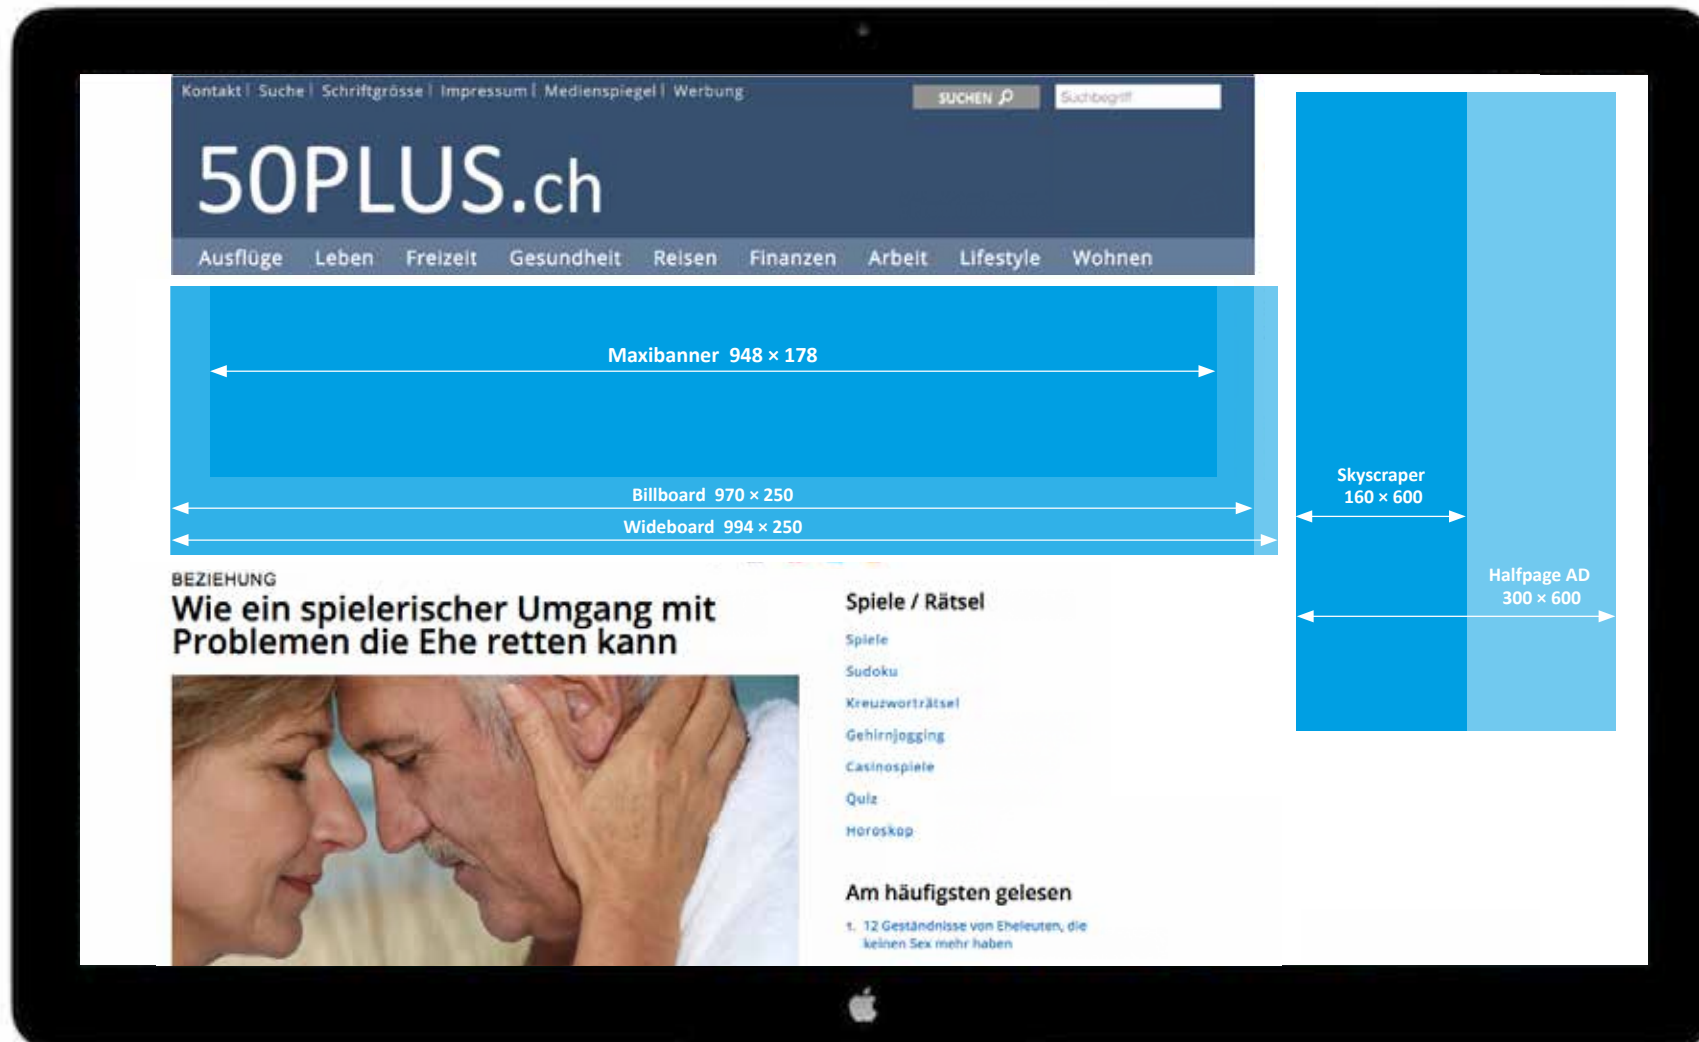 Kontakt | Suche | Schriftgrösse | Impressum | Medienspiegel | Werbung
SUCHEN
Suchbegriff
50PLUS.ch
Ausflüge Leben Freizeit Gesundheit Reisen Finanzen Arbeit Lifestyle Wohnen
Maxibanner 948 × 178
Billboard 970 × 250
Wideboard 994 × 250
Skyscraper
160 × 600
Halfpage AD
300 × 600
BEZIEHUNG
Wie ein spielerischer Umgang mit
Problemen die Ehe retten kann
Spiele / Rätsel
Spiele
Sudoku
Kreuzworträtsel
Gehirnjogging
Casinospiele
Quiz
Horoskop
Am häufigsten gelesen
1. 12 Geständnisse von Eheleuten, die
keinen Sex mehr haben